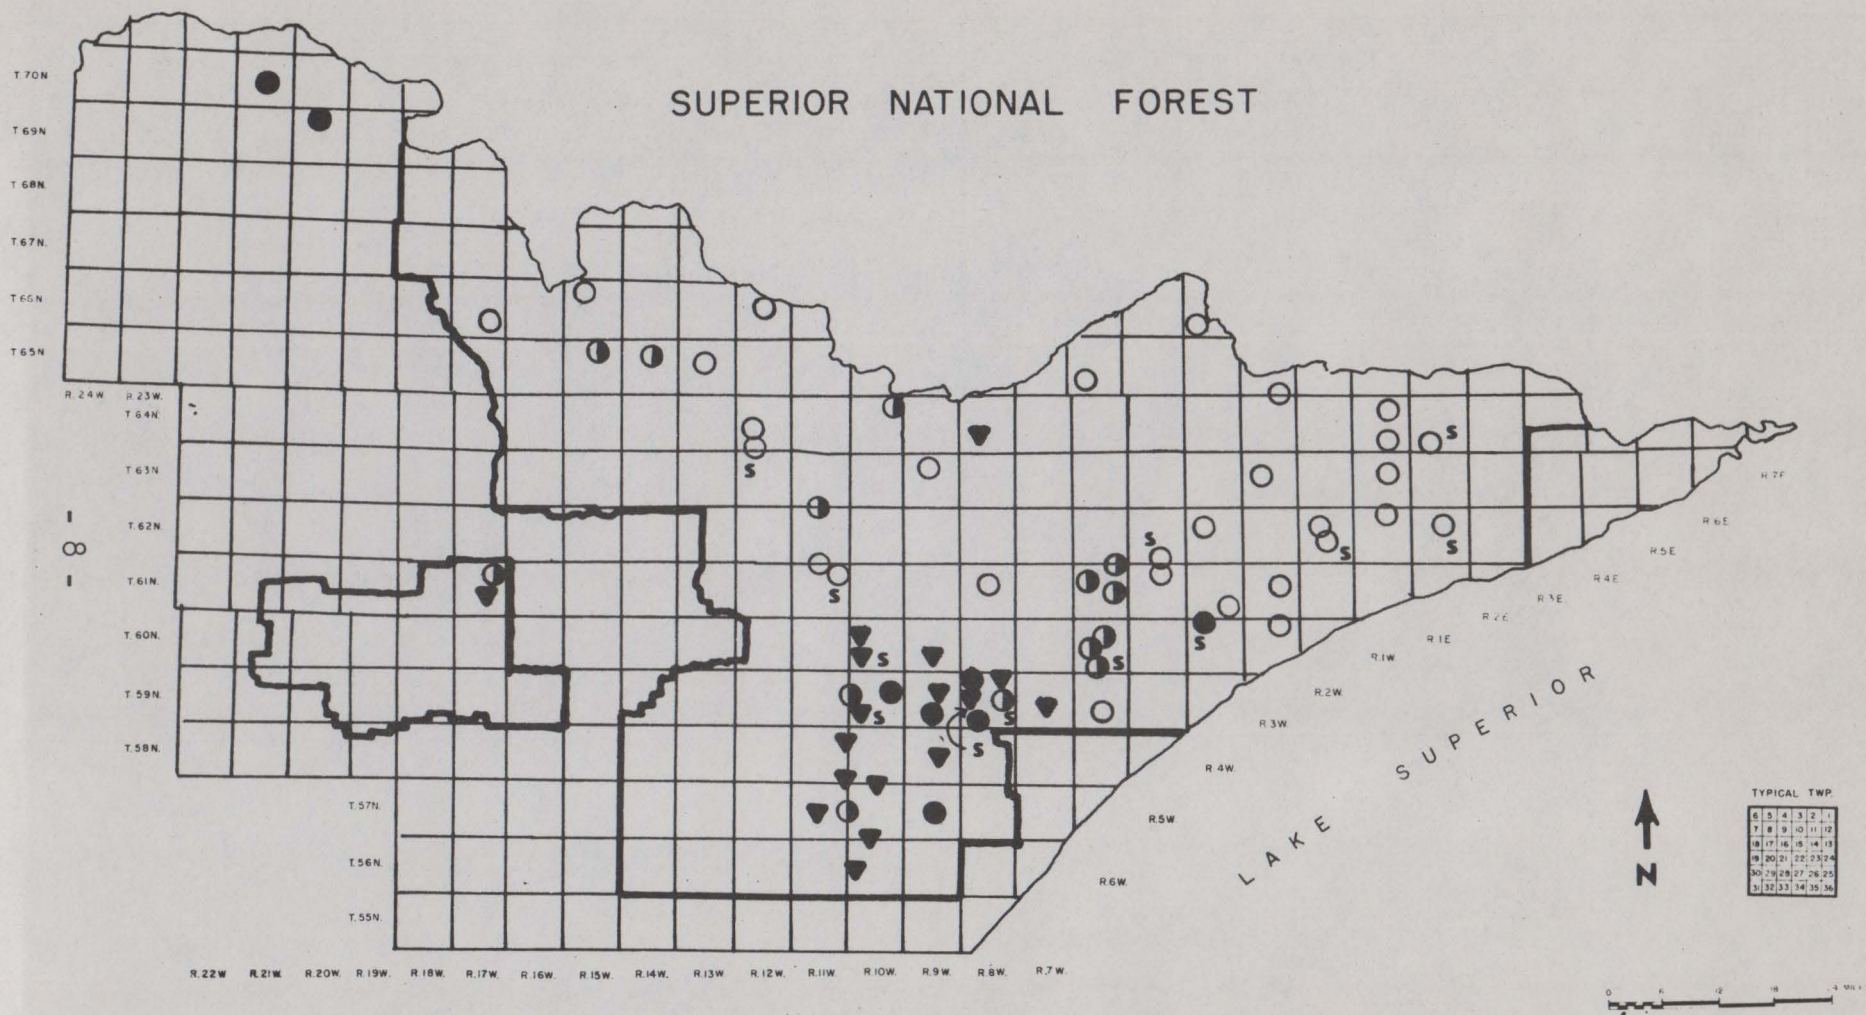 SUPERIOR NATIONAL FOREST
T.70N
T 69N
T 68N.
T.67N.
T 66N
T 65N
R. 24W. R. 23W.
T 64N.
T 63N
T. 62N
T. 61N.
T. 60N.
T. 59N.
T. 58N.
T. 57N.
T. 56N.
T. 55N.
– 8 –
S
S
S
S
S
S
S
S
S
S
S
S
S
R. 7E
R. 6E
R. 5E
R. 4E
R. 3E
R. 2E
R. 1E
R. 1W
R. 2W.
R. 3W
R. 4W.
R. 5W.
R. 6W.
R. 22W R. 21W. R. 20W. R. 19W. R. 18W. R. 17W. R. 16W. R. 15W. R. 14W. R. 13W. R. 12W. R. 11W. R. 10W. R. 9W. R. 8W. R. 7W.
LAKE SUPERIOR
N
TYPICAL TWP.
6 5 4 3 2 1
7 8 9 10 11 12
18 17 16 15 14 13
19 20 21 22 23 24
30 29 28 27 26 25
31 32 33 34 35 36
0 6 12 18